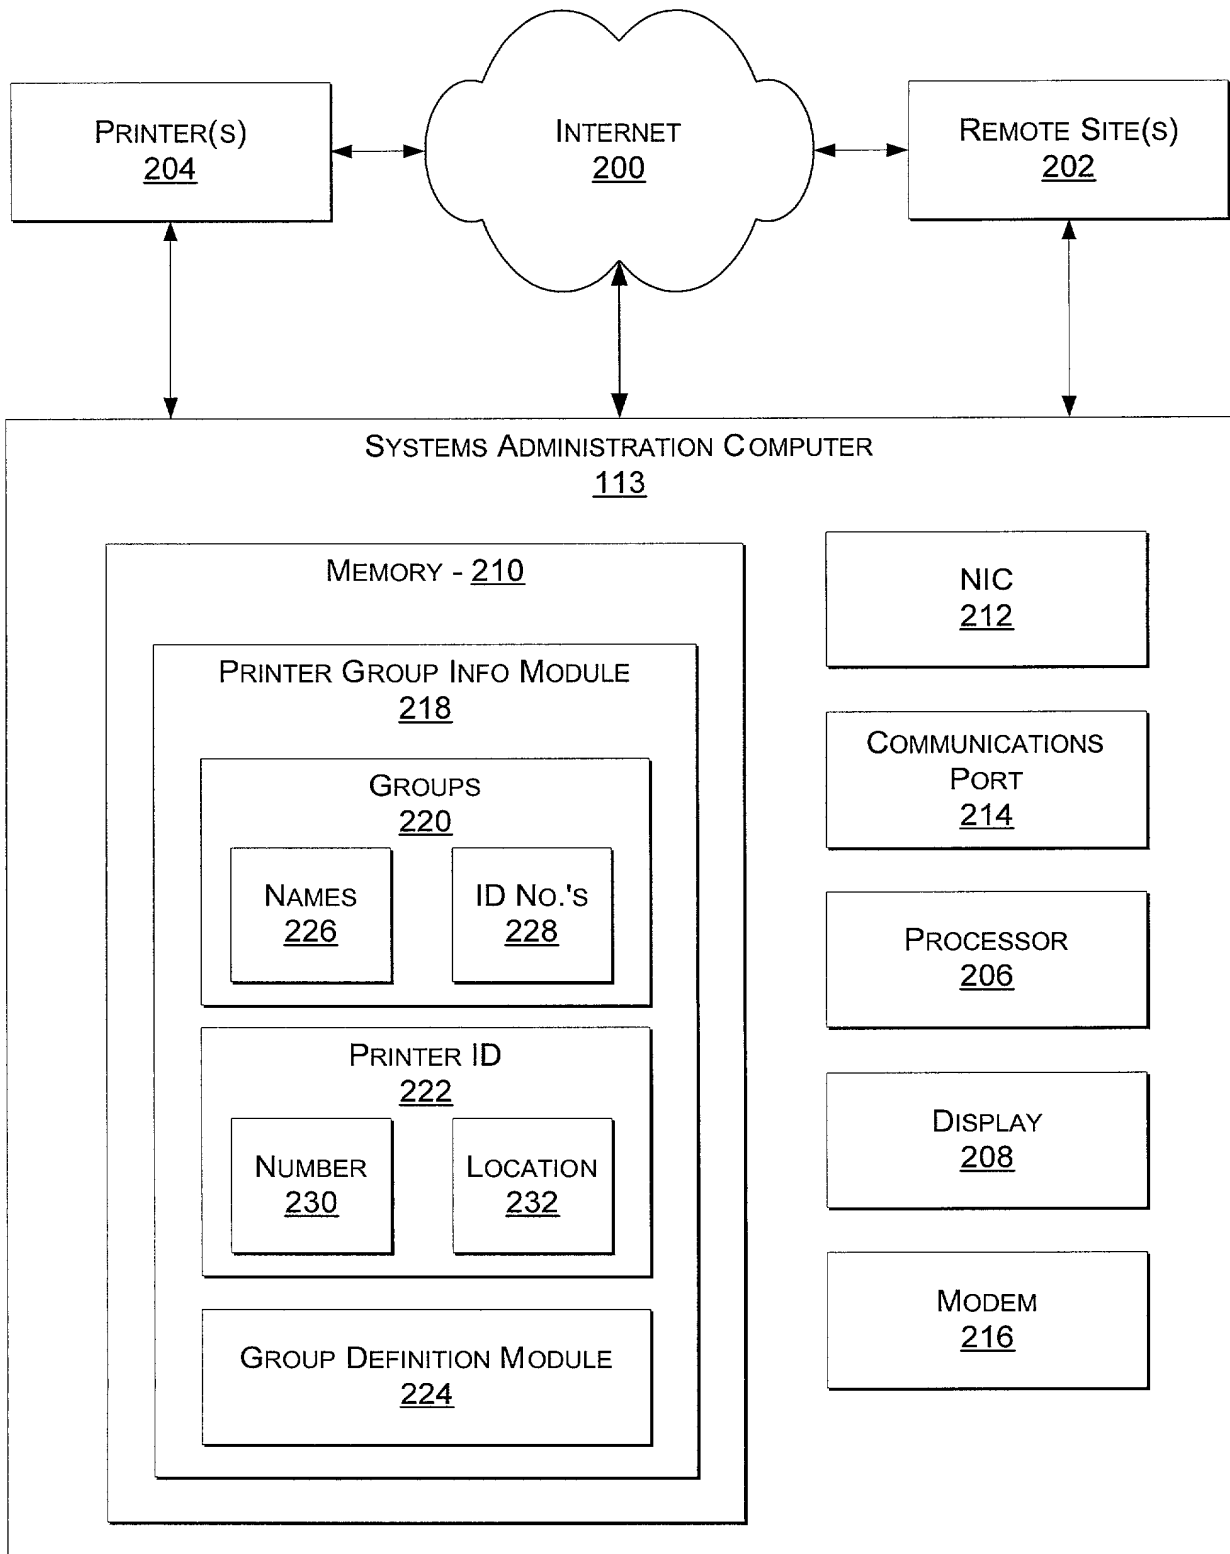 PRINTER(S)
204
INTERNET
200
REMOTE SITE(S)
202
SYSTEMS ADMINISTRATION COMPUTER
113
MEMORY - 210
PRINTER GROUP INFO MODULE
218
GROUPS
220
NAMES
226
ID NO.'S
228
PRINTER ID
222
NUMBER
230
LOCATION
232
GROUP DEFINITION MODULE
224
NIC
212
COMMUNICATIONS
PORT
214
PROCESSOR
206
DISPLAY
208
MODEM
216